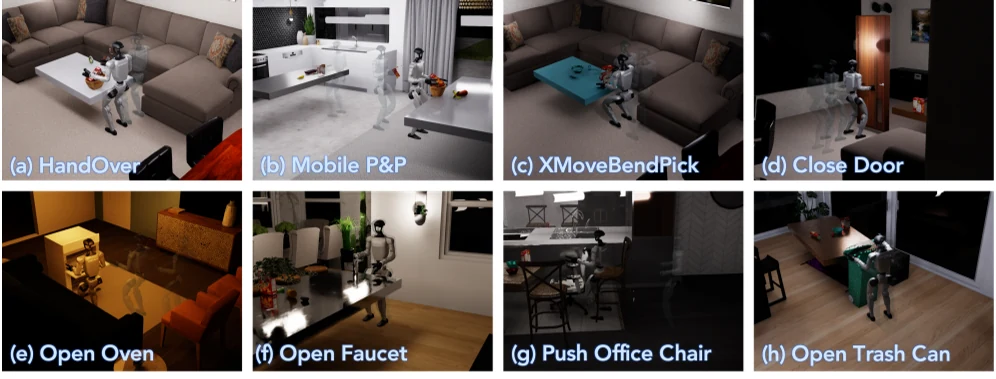 (a) HandOver
(b) Mobile P&P
(c) XMoveBendPick
(d) Close Door
(e) Open Oven
(f) Open Faucet
(g) Push Office Chair
(h) Open Trash Can